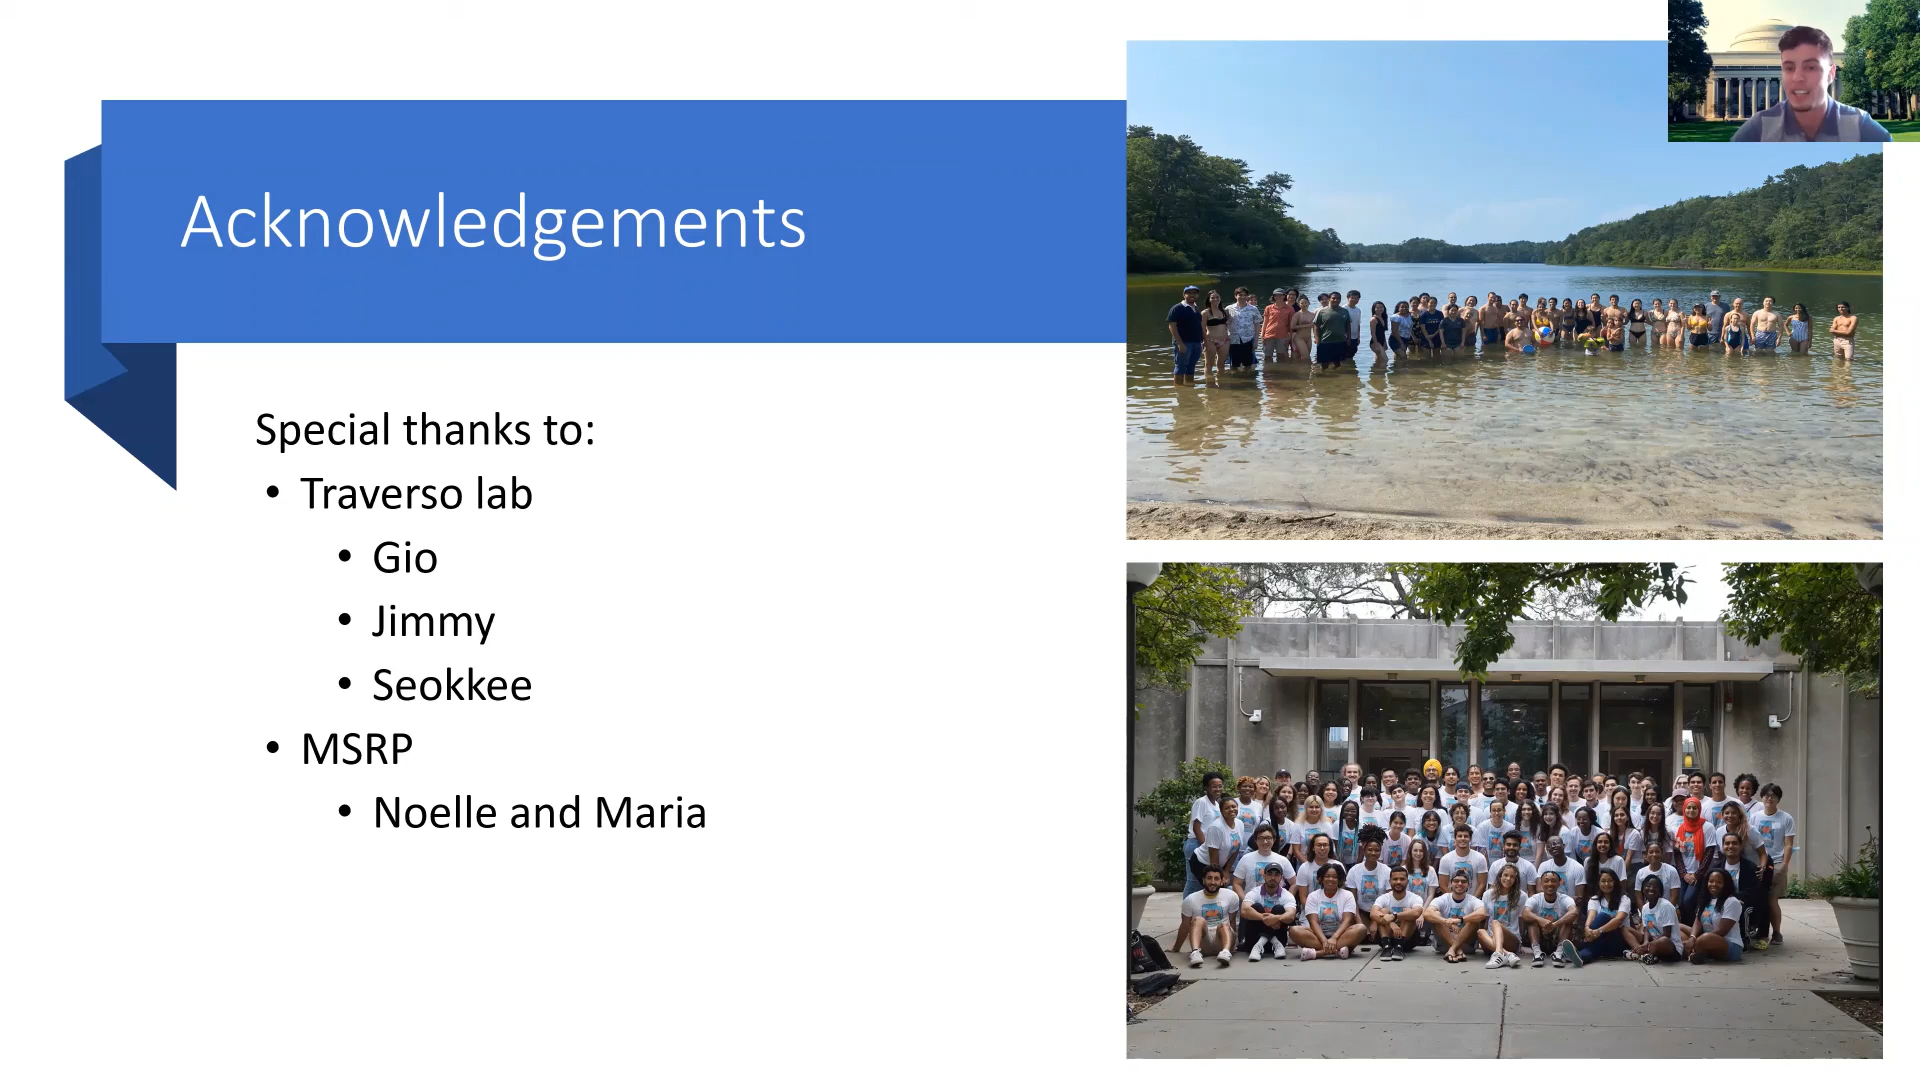 Acknowledgements
Special thanks to:
• Traverso lab
• Gio
• Jimmy
• Seokkee
• MSRP
• Noelle and Maria